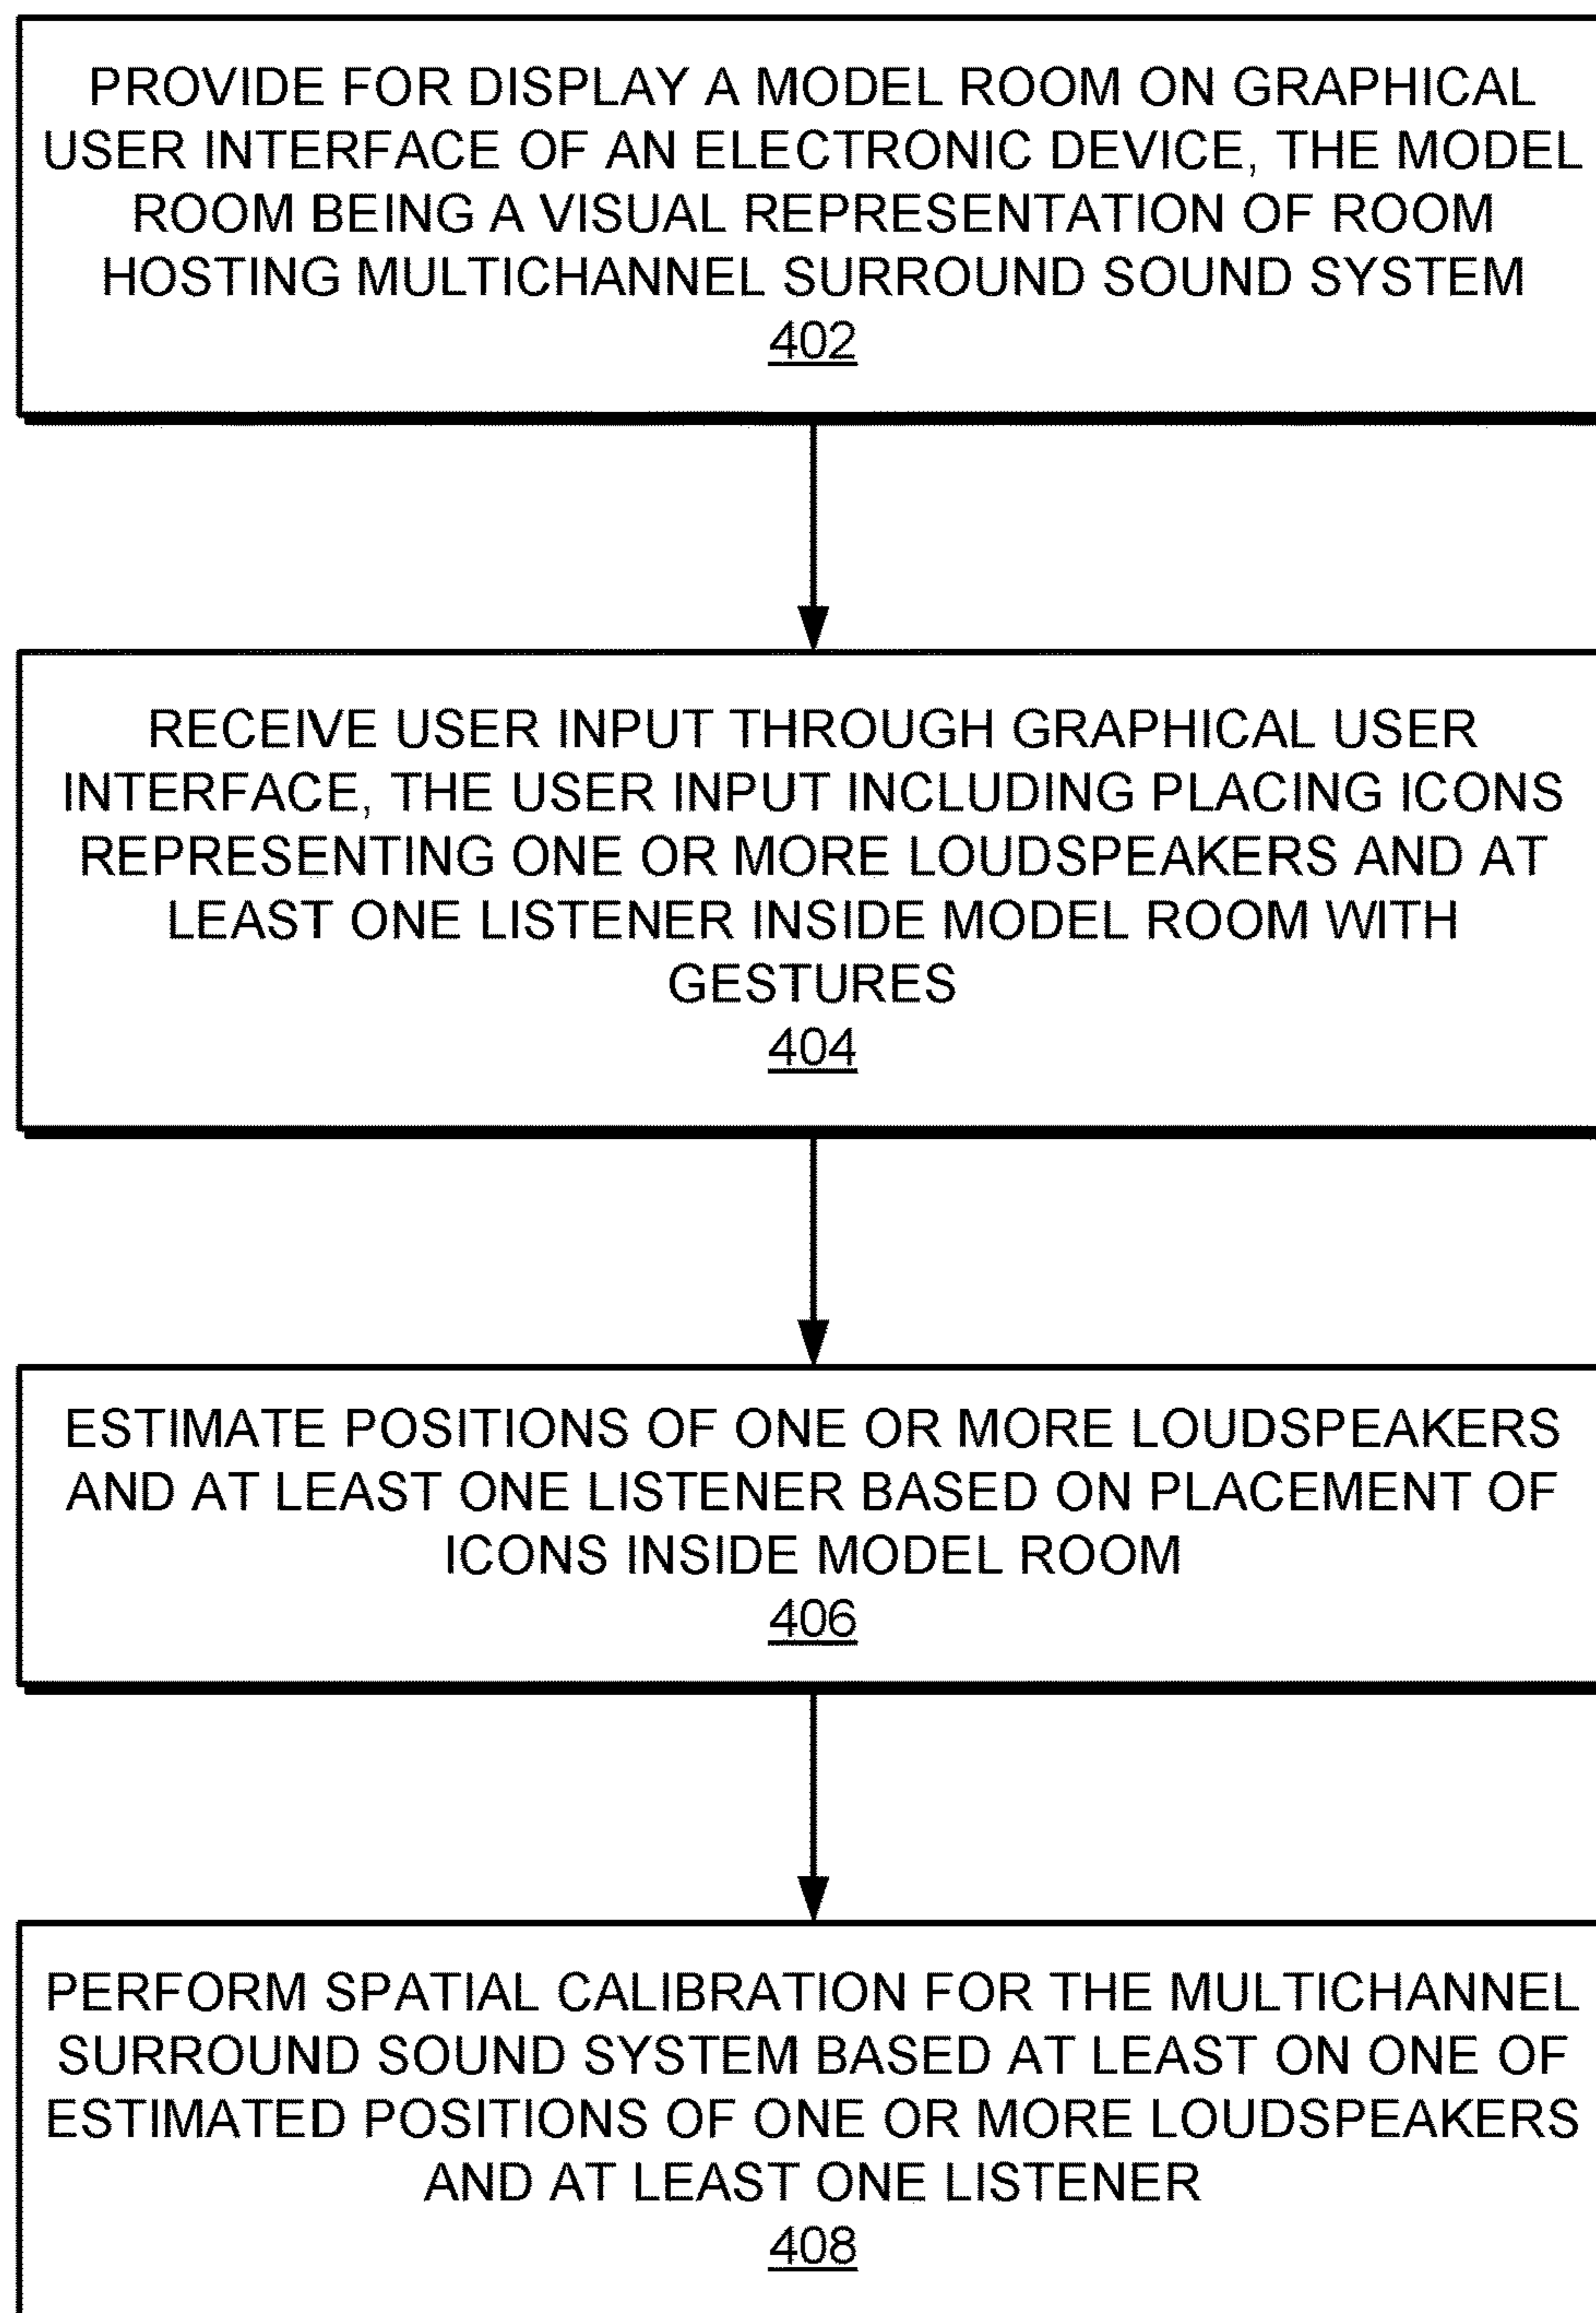 PROVIDE FOR DISPLAY A MODEL ROOM ON GRAPHICAL
USER INTERFACE OF AN ELECTRONIC DEVICE, THE MODEL
ROOM BEING A VISUAL REPRESENTATION OF ROOM
HOSTING MULTICHANNEL SURROUND SOUND SYSTEM
402
RECEIVE USER INPUT THROUGH GRAPHICAL USER
INTERFACE, THE USER INPUT INCLUDING PLACING ICONS
REPRESENTING ONE OR MORE LOUDSPEAKERS AND AT
LEAST ONE LISTENER INSIDE MODEL ROOM WITH
GESTURES
404
ESTIMATE POSITIONS OF ONE OR MORE LOUDSPEAKERS
AND AT LEAST ONE LISTENER BASED ON PLACEMENT OF
ICONS INSIDE MODEL ROOM
406
PERFORM SPATIAL CALIBRATION FOR THE MULTICHANNEL
SURROUND SOUND SYSTEM BASED AT LEAST ON ONE OF
ESTIMATED POSITIONS OF ONE OR MORE LOUDSPEAKERS
AND AT LEAST ONE LISTENER
408